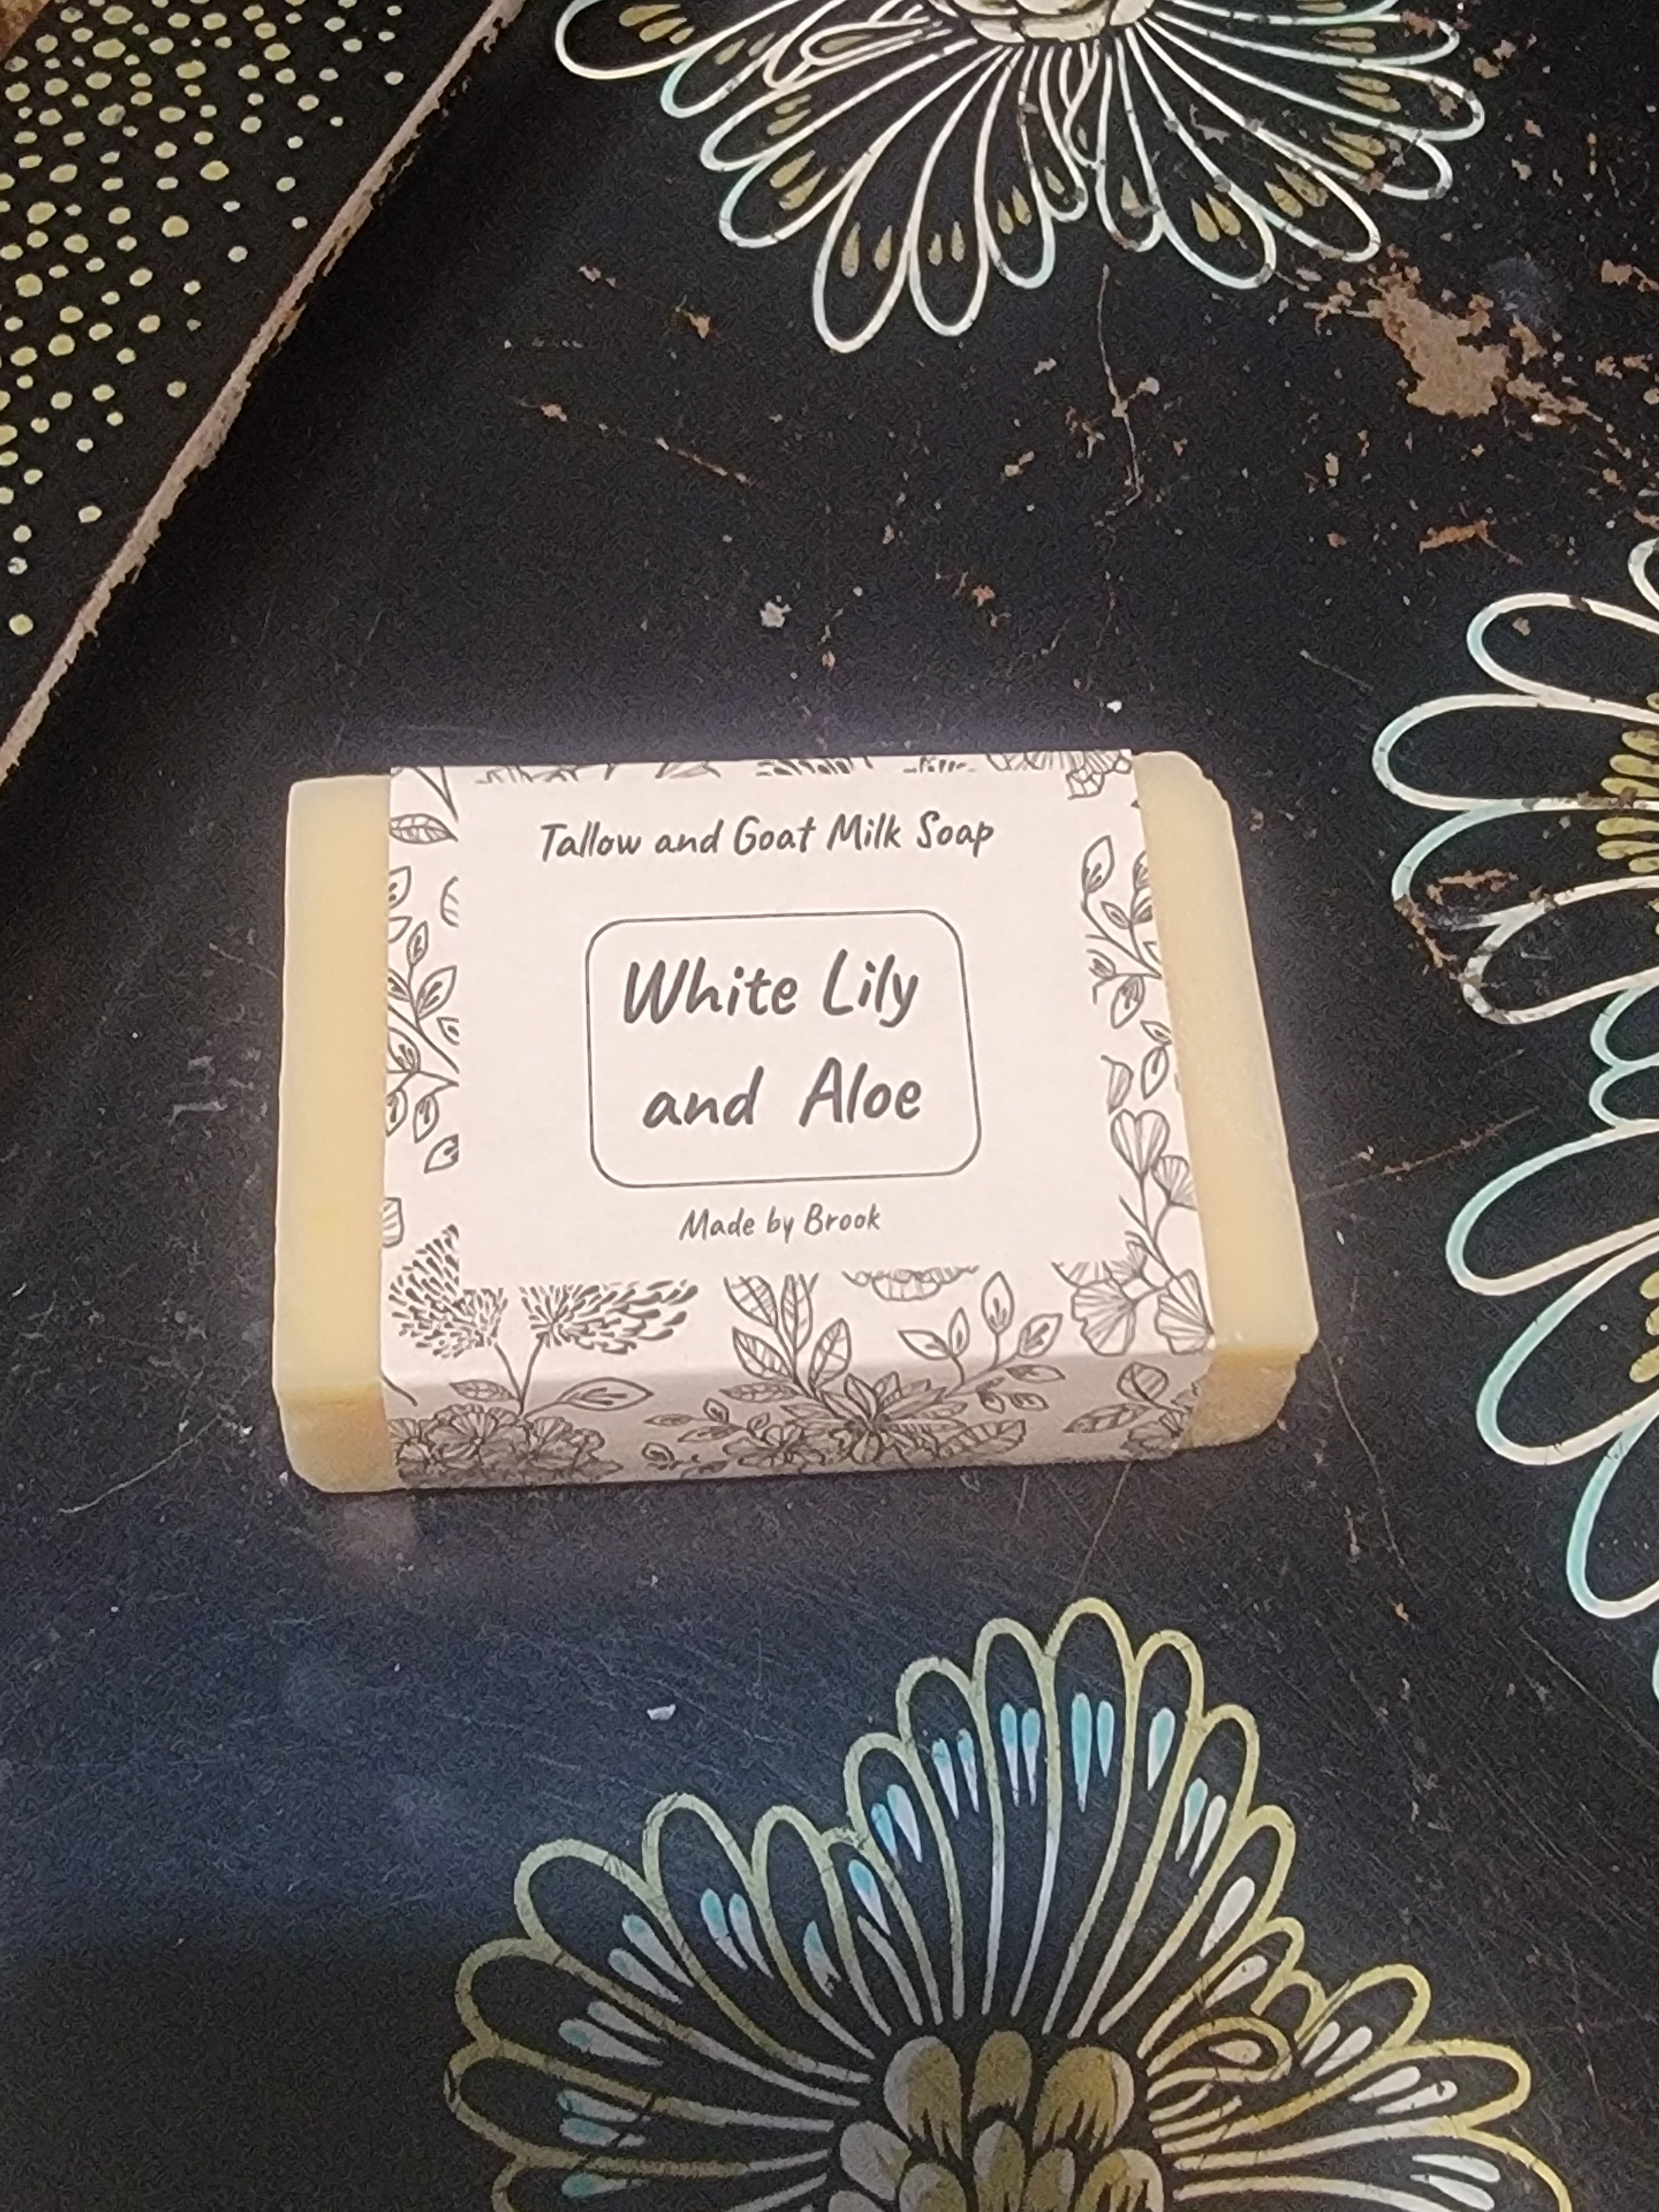 Tallow and Goat Milk Soap
White Lily
and Aloe
Made by Brook